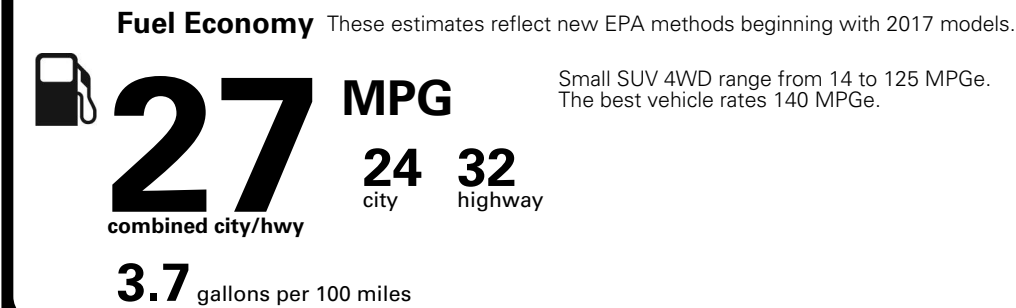 Fuel Economy These estimates reflect new EPA methods beginning with 2017 models.
27 MPG
Small SUV 4WD range from 14 to 125 MPGe.
The best vehicle rates 140 MPGe.
24 32
city highway
combined city/hwy
3.7 gallons per 100 miles